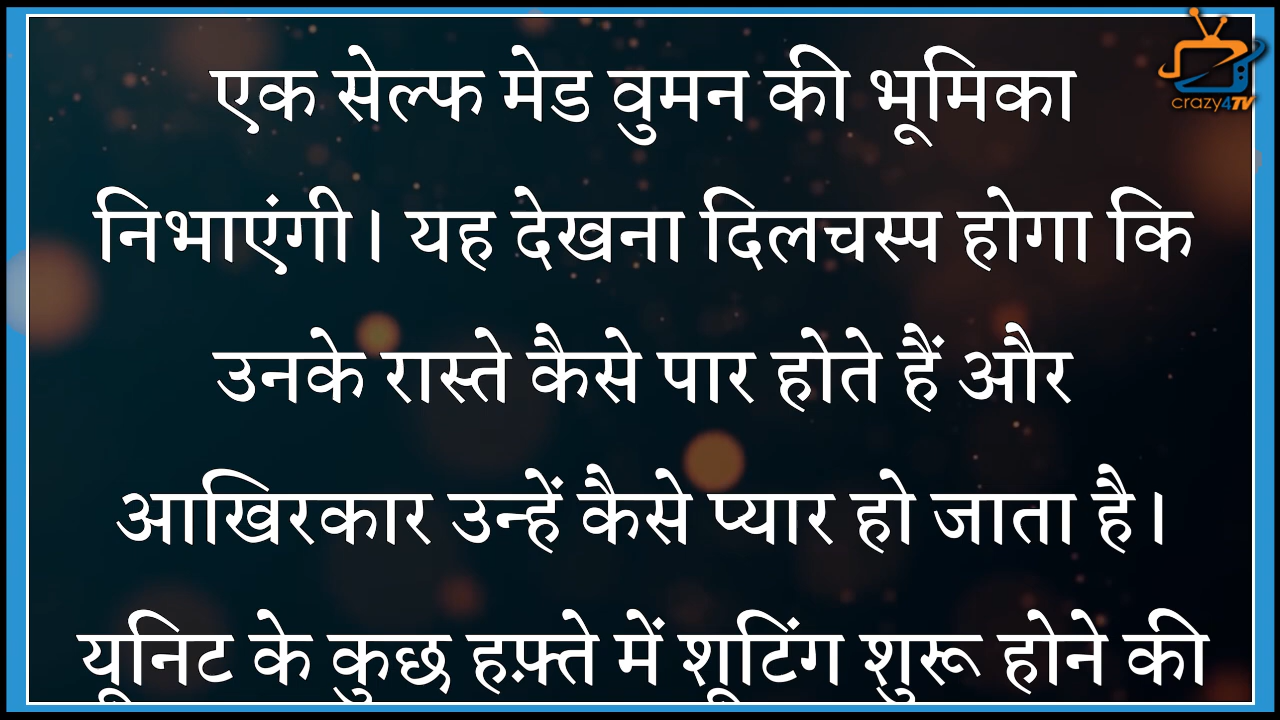 crazy4TV
एक सेल्फ मेड वुमन की भूमिका
निभाएंगी। यह देखना दिलचस्प होगा कि
उनके रास्ते कैसे पार होते हैं और
आखिरकार उन्हें कैसे प्यार हो जाता है।
यूनिट के कुछ हफ़्ते में शूटिंग शुरू होने की